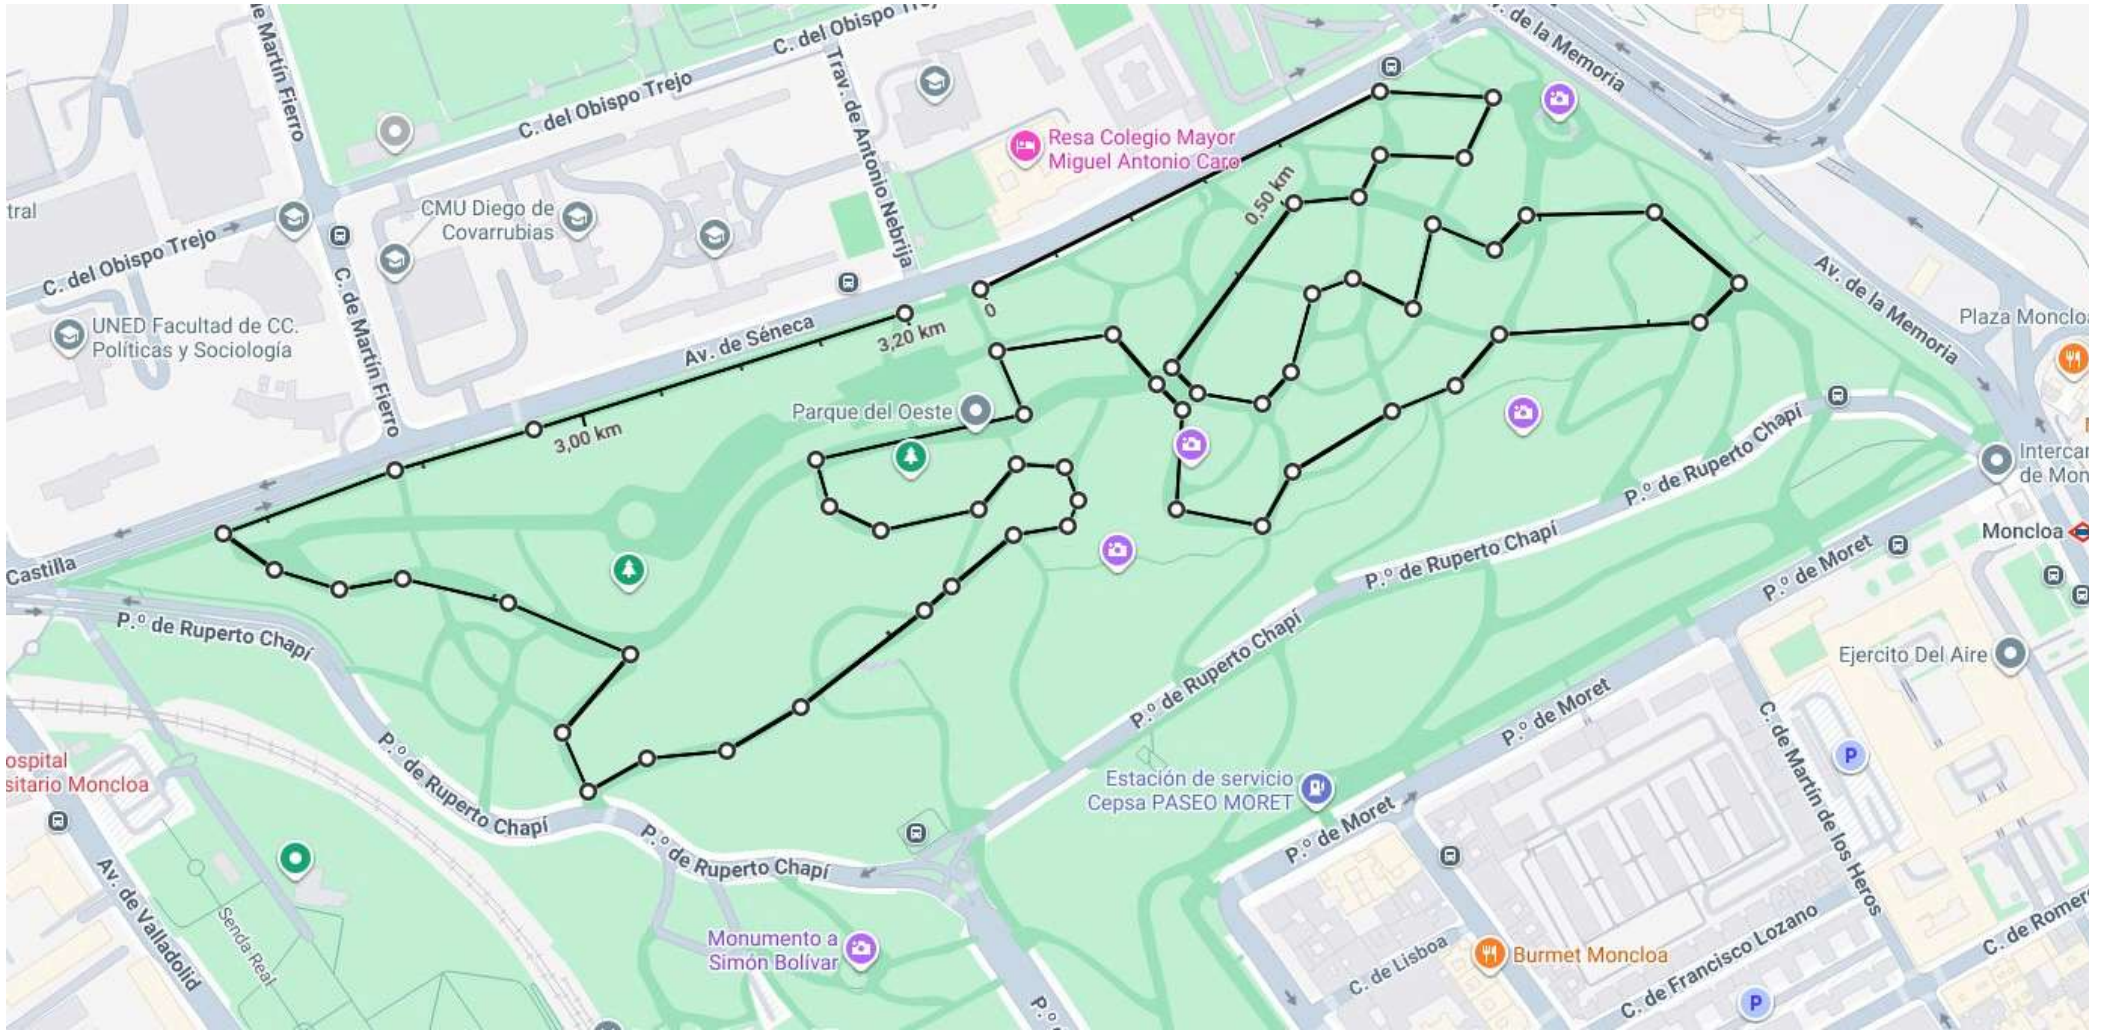 de Martín Fierro
C. del Obispo Trejo
C. del Obispo Trejo
Trav. de Antonio Nebrija
Av. de la Memoria
Resa Colegio Mayor
Miguel Antonio Caro
0,50 km
tral
CMU Diego de
Covarrubias
C. del Obispo Trejo
C. de Martín Fierro
Av. de la Memoria
UNED Facultad de CC.
Políticas y Sociología
Av. de Séneca
3,20 km
0
Plaza Moncloa
Parque del Oeste
3,00 km
P.º de Ruperto Chapí
Intercar
de Mon
P.º de Ruperto Chapí
Moncloa
Castilla
P.º de Moret
P.º de Ruperto Chapí
P.º de Ruperto Chapí
Ejercito Del Aire
P.º de Moret
ospital
sitario Moncloa
P.º de Ruperto Chapí
Estación de servicio
Cepsa PASEO MORET
P
C. de Martín de los Heros
P.º de Moret
P.º de Ruperto Chapí
Av. de Valladolid
Senda Real
Monumento a
Simón Bolívar
C. de Lisboa
Burmet Moncloa
C. de Francisco Lozano
C. de Romer
P.º
P